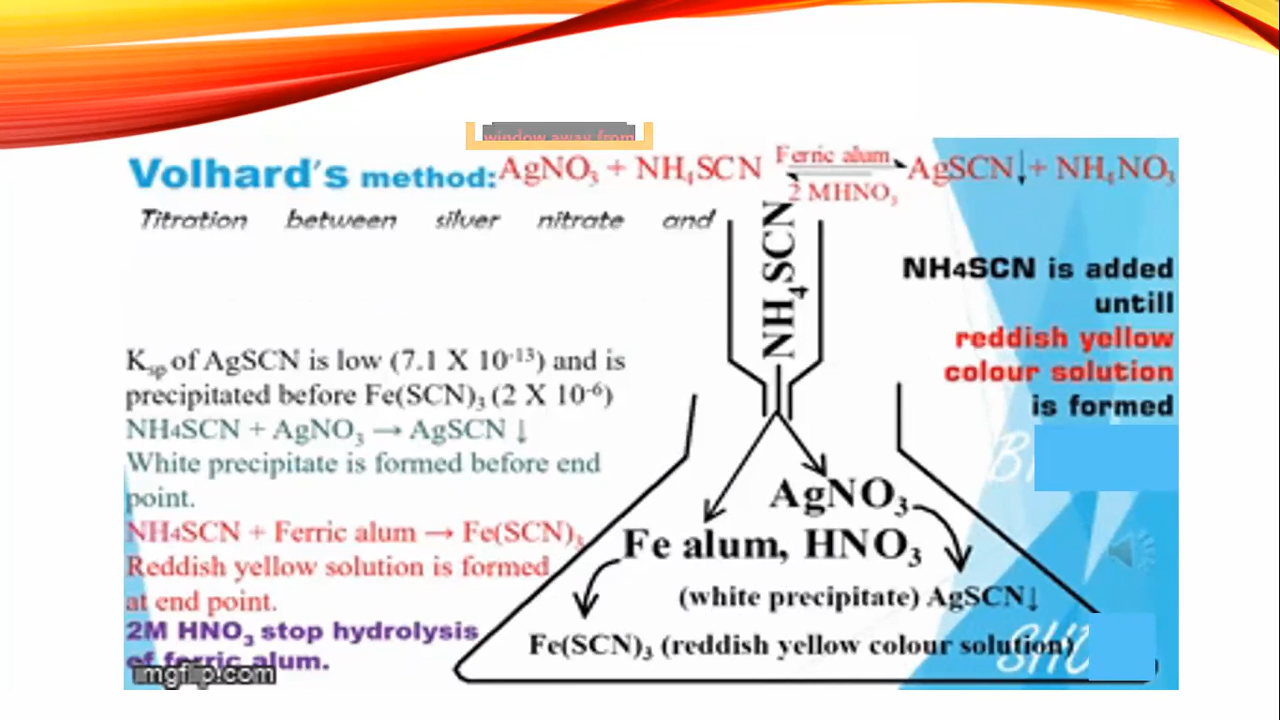 window away from
Volhard's method: AgNO₃ + NH₄SCN Ferric alum 2 MHNO₃ AgSCN↓+ NH₄NO₃
Titration between silver nitrate and
NH₄SCN
NH4SCN is added
untill
reddish yellow
colour solution
is formed
Kₛₚ of AgSCN is low (7.1 X 10⁻¹³) and is
precipitated before Fe(SCN)₃ (2 X 10⁻⁶)
NH4SCN + AgNO₃ → AgSCN ↓
White precipitate is formed before end
point.
NH4SCN + Ferric alum → Fe(SCN)₃
Reddish yellow solution is formed
at end point.
2M HNO₃ stop hydrolysis
of ferric alum.
AgNO₃
Fe alum, HNO₃
(white precipitate) AgSCN↓
Fe(SCN)₃ (reddish yellow colour solution)
imgflip.com